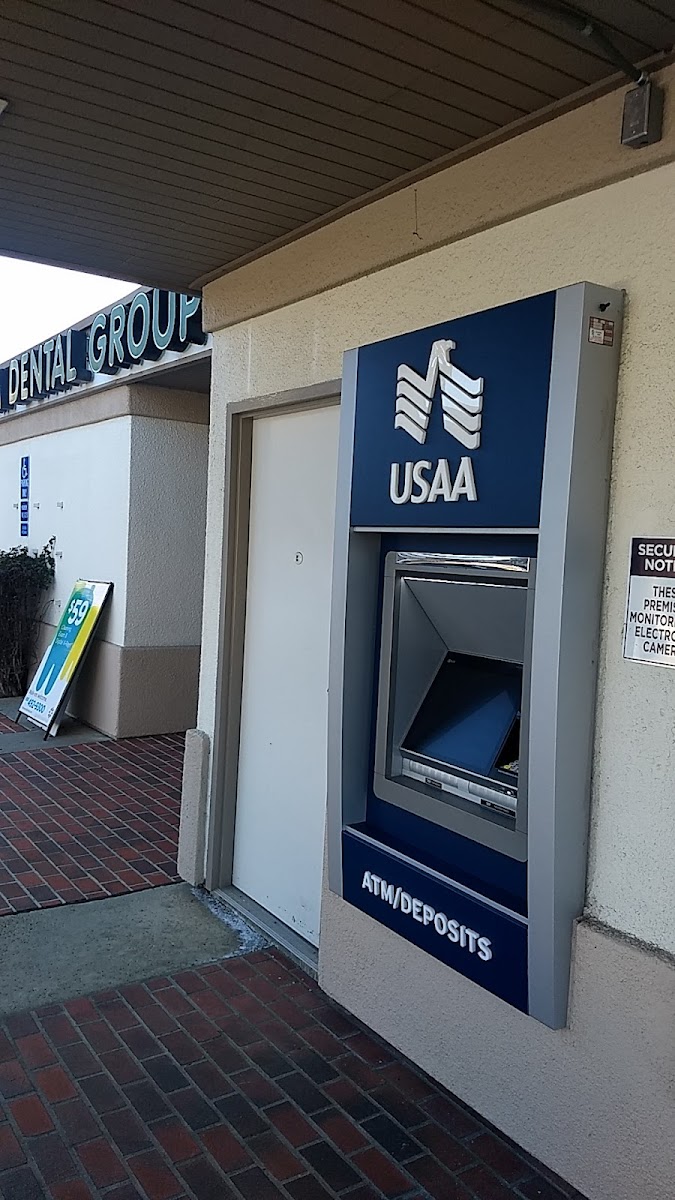 DENTAL GROUP
USAA
ATM/DEPOSITS
$59
SECU
NOTI
THES
PREMIS
MONITOR
ELECTRO
CAMER